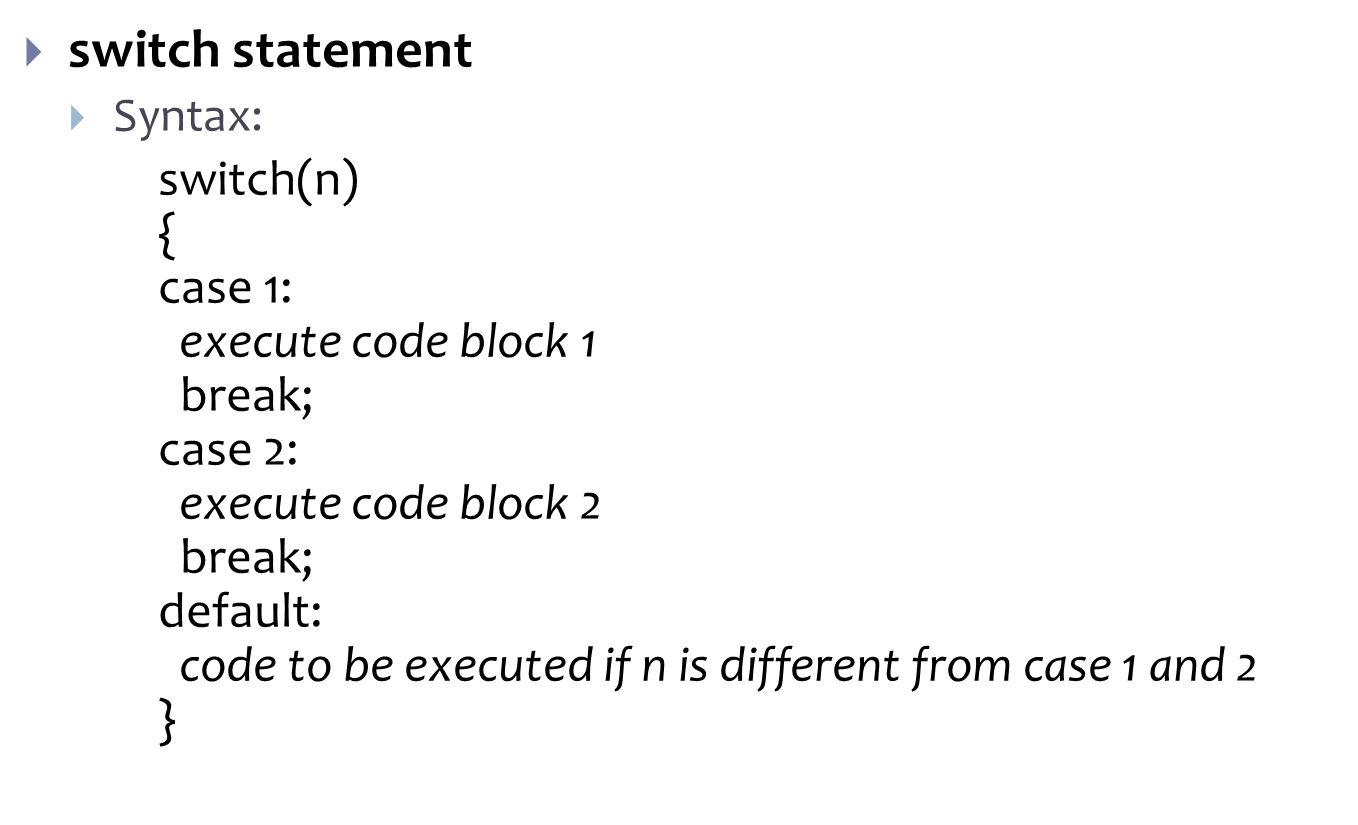 switch statement
Syntax:
switch(n)
{
case 1:
execute code block 1
break;
case 2:
execute code block 2
break;
default:
code to be executed if n is different from case 1 and 2
}